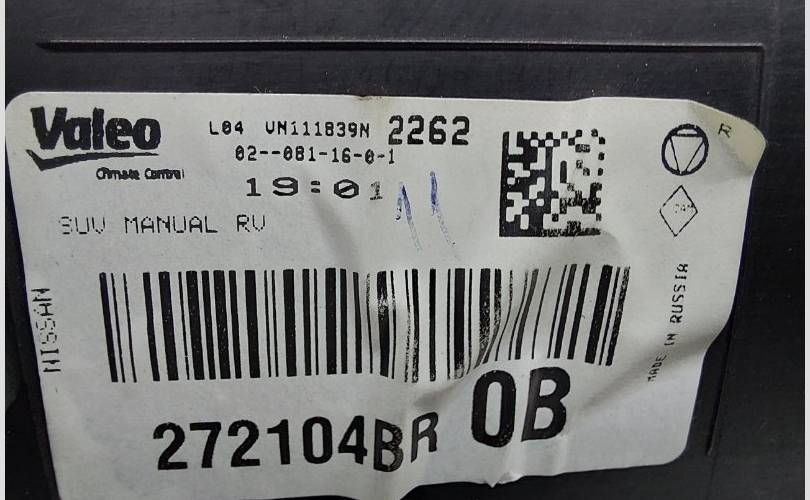 Valeo
Climate Control
L04 VN111839N 2262
02--081-16-0-1
19:01
SUV MANUAL RV
NISSAN
R
MADE IN RUSSIA
272104BR 0B